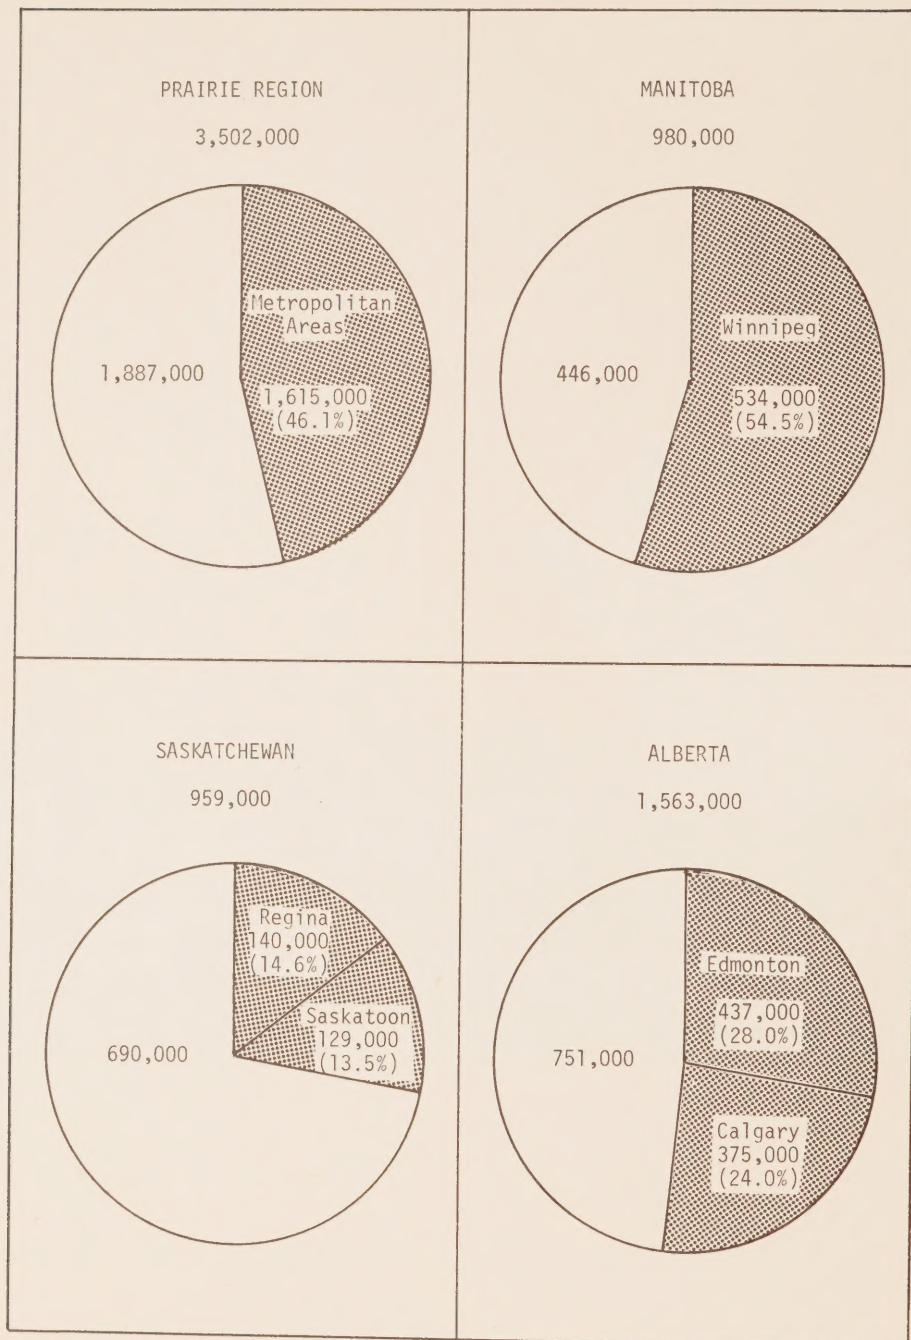 PRAIRIE REGION
3,502,000
Metropolitan
Areas
1,887,000
1,615,000
(46.1%)
MANITOBA
980,000
Winnipeg
446,000
534,000
(54.5%)
SASKATCHEWAN
959,000
Regina
140,000
(14.6%)
Saskatoon
129,000
(13.5%)
690,000
ALBERTA
1,563,000
Edmonton
437,000
(28.0%)
751,000
Calgary
375,000
(24.0%)